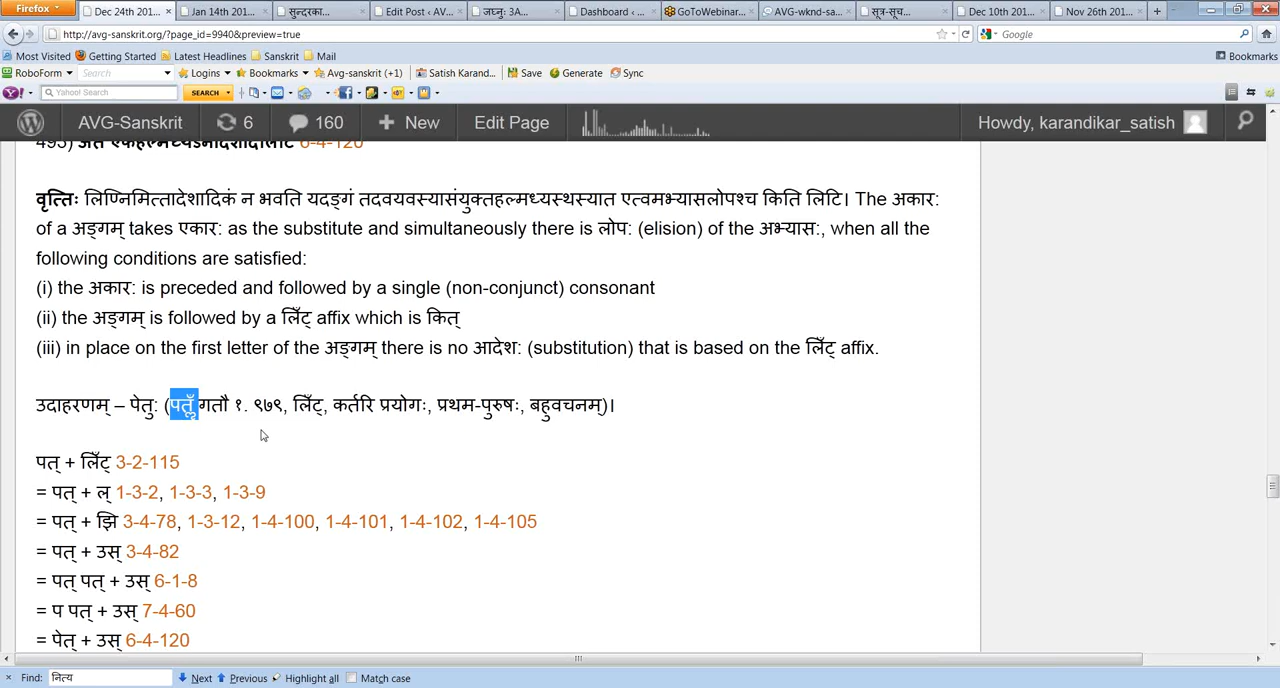 Firefox
Dec 24th 201...
Jan 14th 201...
सुन्दरका...
Edit Post ‹ AV...
जघ्नुः 3A...
Dashboard ‹ ...
GoToWebinar...
AVG-wknd-sa...
सूत्र-सूच...
Dec 10th 201...
Nov 26th 201...
http://avg-sanskrit.org/?page_id=9940&preview=true
Google
Most Visited Getting Started Latest Headlines Sanskrit Mail Bookmarks
RoboForm Search Logins Bookmarks Avg-sanskrit (+1) Satish Karand... Save Generate Sync
Yahoo! Search SEARCH
AVG-Sanskrit 6 160 New Edit Page Howdy, karandikar_satish
495) अत एकहल्मध्येऽनादेशादेर्लिटि 6-4-120
वृत्तिः लिण्निमित्तादेशादिकं न भवति यदङ्गं तदवयवस्यासंयुक्तहल्मध्यस्थस्यात एत्वमभ्यासलोपश्च किति लिटि। The अकारः
of a अङ्गम् takes एकारः as the substitute and simultaneously there is लोपः (elision) of the अभ्यासः, when all the
following conditions are satisfied:
(i) the अकारः is preceded and followed by a single (non-conjunct) consonant
(ii) the अङ्गम् is followed by a लिँट् affix which is कित्
(iii) in place on the first letter of the अङ्गम् there is no आदेशः (substitution) that is based on the लिँट् affix.
उदाहरणम् – पेतुः (पतॢँ गतौ १. ९७९, लिँट्, कर्तरि प्रयोगः, प्रथम-पुरुषः, बहुवचनम्)।
पत् + लिँट् 3-2-115
= पत् + ल् 1-3-2, 1-3-3, 1-3-9
= पत् + झि 3-4-78, 1-3-12, 1-4-100, 1-4-101, 1-4-102, 1-4-105
= पत् + उस् 3-4-82
= पत् पत् + उस् 6-1-8
= प पत् + उस् 7-4-60
= पेत् + उस् 6-4-120
Find: नित्य Next Previous Highlight all Match case